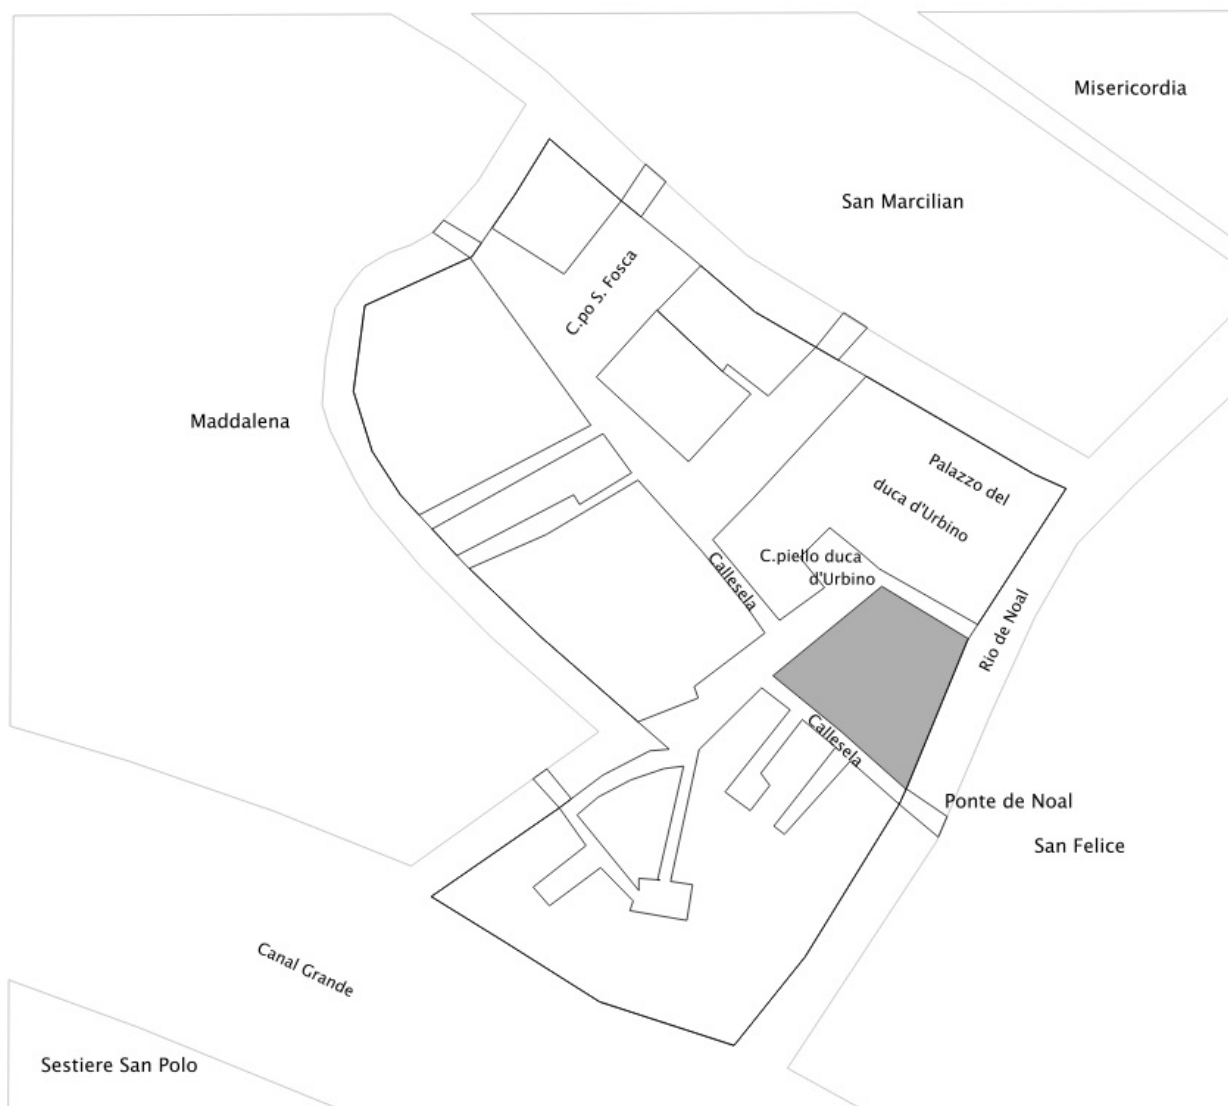 Misericordia
San Marcilian
C.po S. Fosca
Maddalena
Palazzo del
duca d'Urbino
C.piello duca
d'Urbino
Callesela
Rio de Noal
Callesela
Ponte de Noal
San Felice
Canal Grande
Sestiere San Polo